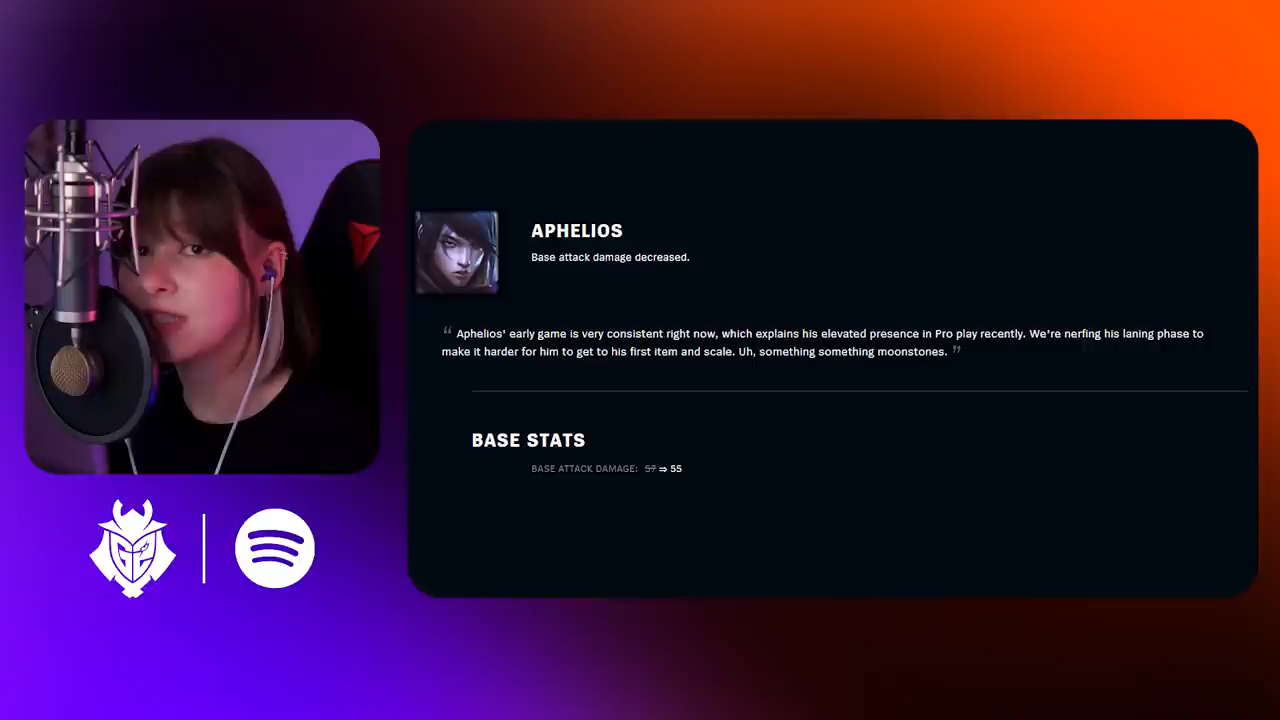 APHELIOS
Base attack damage decreased.
“ Aphelios' early game is very consistent right now, which explains his elevated presence in Pro play recently. We're nerfing his laning phase to
make it harder for him to get to his first item and scale. Uh, something something moonstones. ”
BASE STATS
BASE ATTACK DAMAGE: 57 ⇒ 55
G2